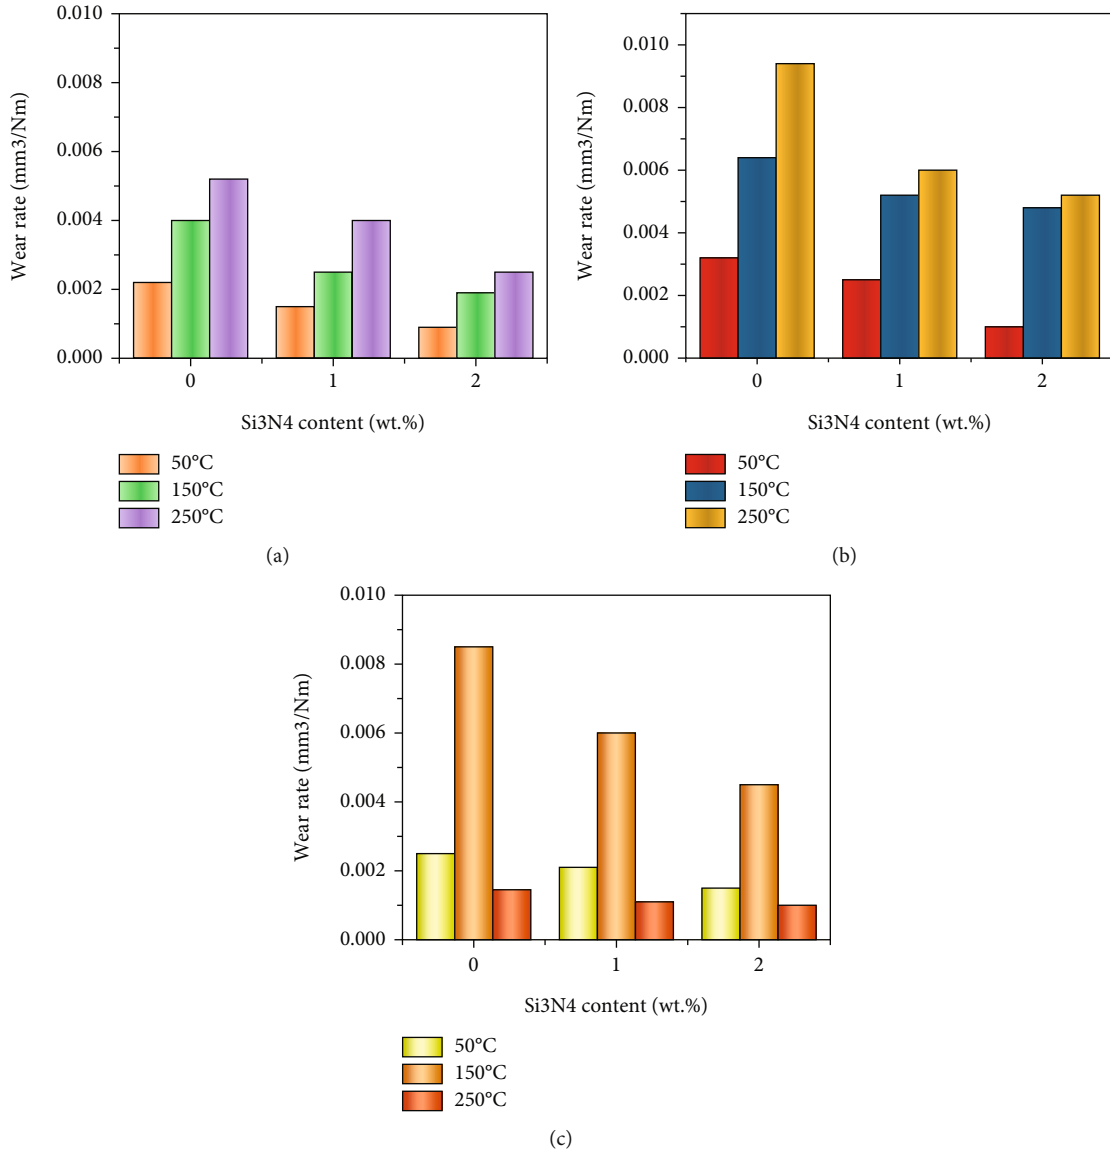 0.010
0.008
0.006
0.004
0.002
0.000
Wear rate (mm3/Nm)
0 1 2
Si3N4 content (wt.%)
50°C
150°C
250°C
(a)
0.010
0.008
0.006
0.004
0.002
0.000
Wear rate (mm3/Nm)
0 1 2
Si3N4 content (wt.%)
50°C
150°C
250°C
(b)
0.010
0.008
0.006
0.004
0.002
0.000
Wear rate (mm3/Nm)
0 1 2
Si3N4 content (wt.%)
50°C
150°C
250°C
(c)